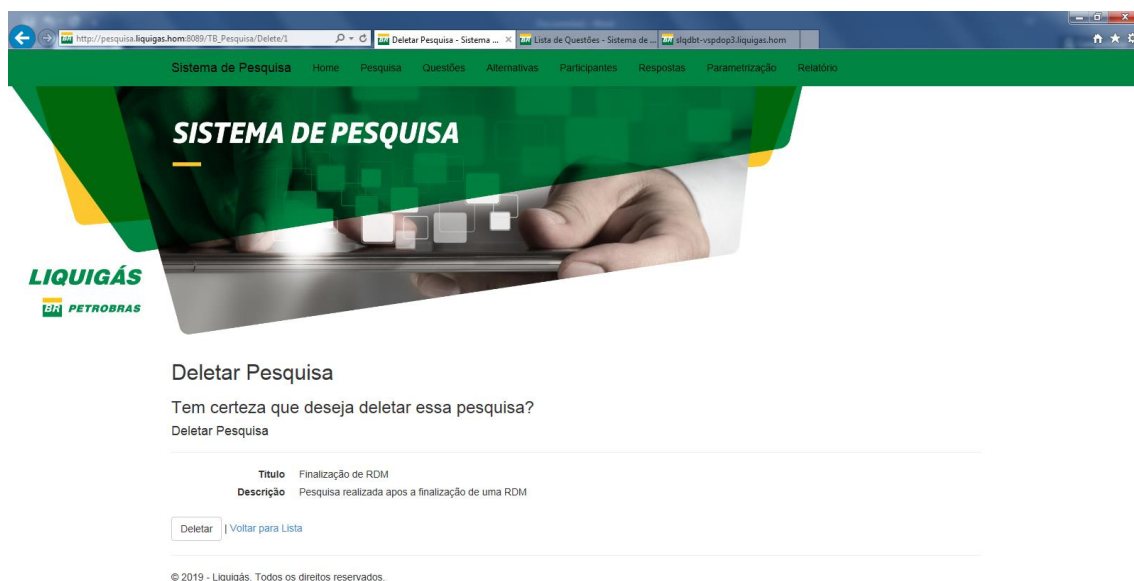 http://pesquisa.liquigas.hom:8089/TB_Pesquisa/Delete/1
Deletar Pesquisa - Sistema ...
Lista de Questões - Sistema de ...
slqdbt-vspdop3.liquigas.hom
Sistema de Pesquisa Home Pesquisa Questões Alternativas Participantes Respostas Parametrização Relatório
SISTEMA DE PESQUISA
LIQUIGÁS
BR PETROBRAS
Deletar Pesquisa
Tem certeza que deseja deletar essa pesquisa?
Deletar Pesquisa
Titulo Finalização de RDM
Descrição Pesquisa realizada apos a finalização de uma RDM
Deletar | Voltar para Lista
© 2019 - Liquigás. Todos os direitos reservados.